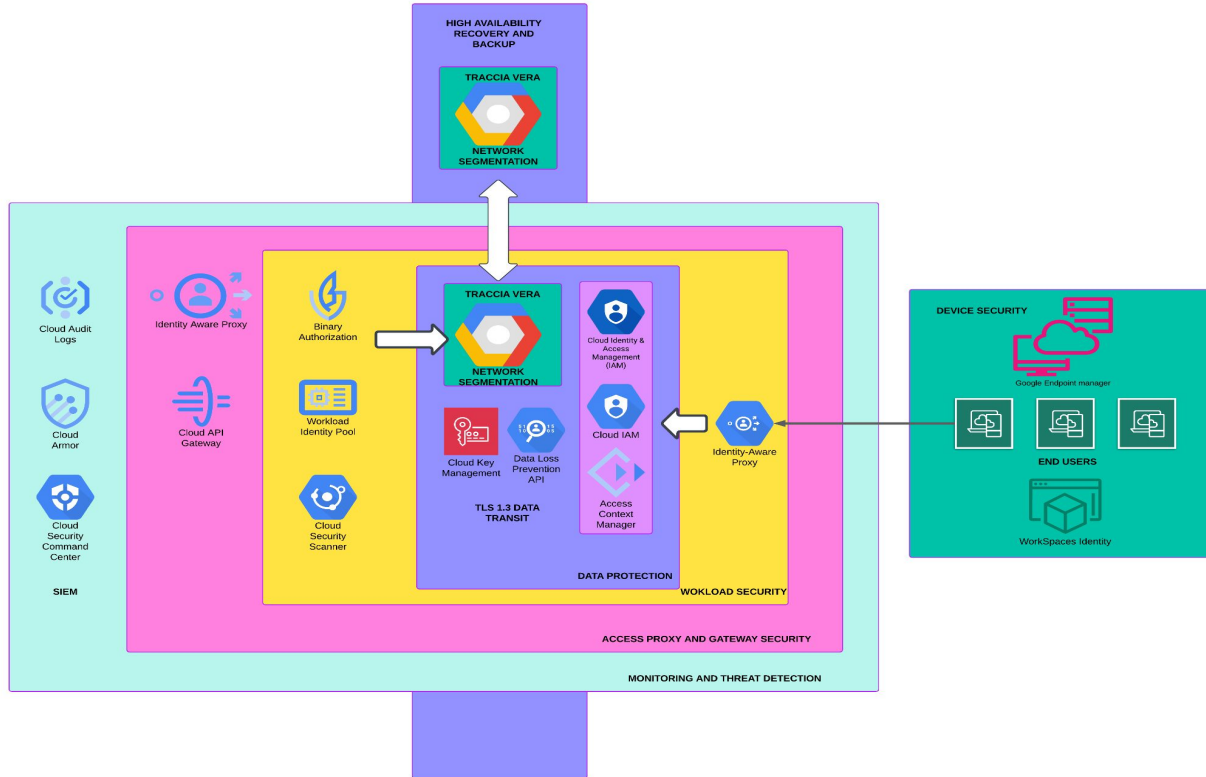 HIGH AVAILABILITY
RECOVERY AND
BACKUP
TRACCIA VERA
NETWORK
SEGMENTATION
Cloud Audit
Logs
Cloud
Armor
Cloud
Security
Command
Center
SIEM
Identity Aware Proxy
Cloud API
Gateway
Binary
Authorization
Workload
Identity Pool
Cloud
Security
Scanner
TRACCIA VERA
NETWORK
SEGMENTATION
Cloud Key
Management
Data Loss
Prevention
API
TLS 1.3 DATA
TRANSIT
Cloud Identity &
Access
Management
(IAM)
Cloud IAM
Access
Context
Manager
DATA PROTECTION
Identity-Aware
Proxy
WOKLOAD SECURITY
ACCESS PROXY AND GATEWAY SECURITY
MONITORING AND THREAT DETECTION
DEVICE SECURITY
Google Endpoint manager
END USERS
WorkSpaces Identity